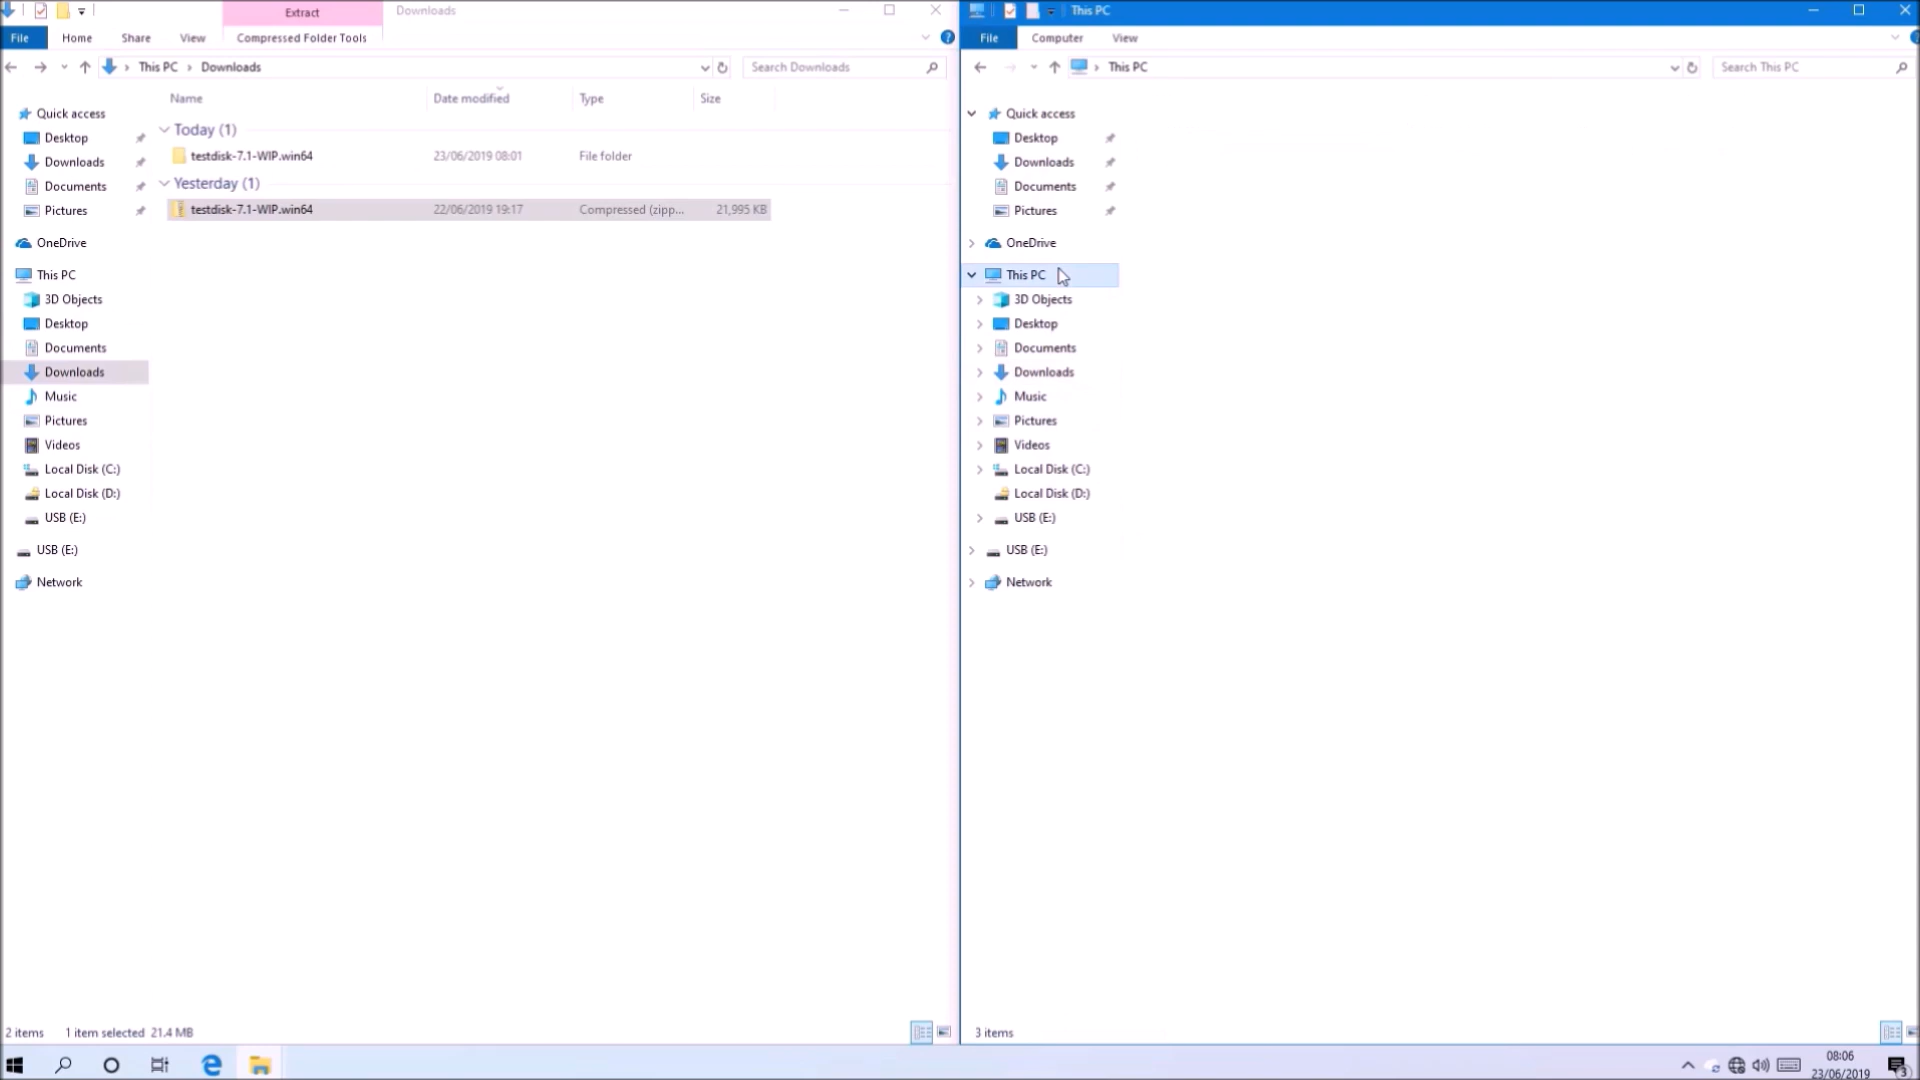 Extract
Downloads
File
Home
Share
View
Compressed Folder Tools
This PC
Downloads
Search Downloads
Name
Date modified
Type
Size
Today (1)
testdisk-7.1-WIP.win64
23/06/2019 08:01
File folder
Yesterday (1)
testdisk-7.1-WIP.win64
22/06/2019 19:17
Compressed (zipp...
21,995 KB
Quick access
Desktop
Downloads
Documents
Pictures
OneDrive
This PC
3D Objects
Desktop
Documents
Downloads
Music
Pictures
Videos
Local Disk (C:)
Local Disk (D:)
USB (E:)
USB (E:)
Network
2 items
1 item selected 21.4 MB
This PC
File
Computer
View
This PC
Search This PC
Quick access
Desktop
Downloads
Documents
Pictures
OneDrive
This PC
3D Objects
Desktop
Documents
Downloads
Music
Pictures
Videos
Local Disk (C:)
Local Disk (D:)
USB (E:)
USB (E:)
Network
3 items
08:06
23/06/2019
3